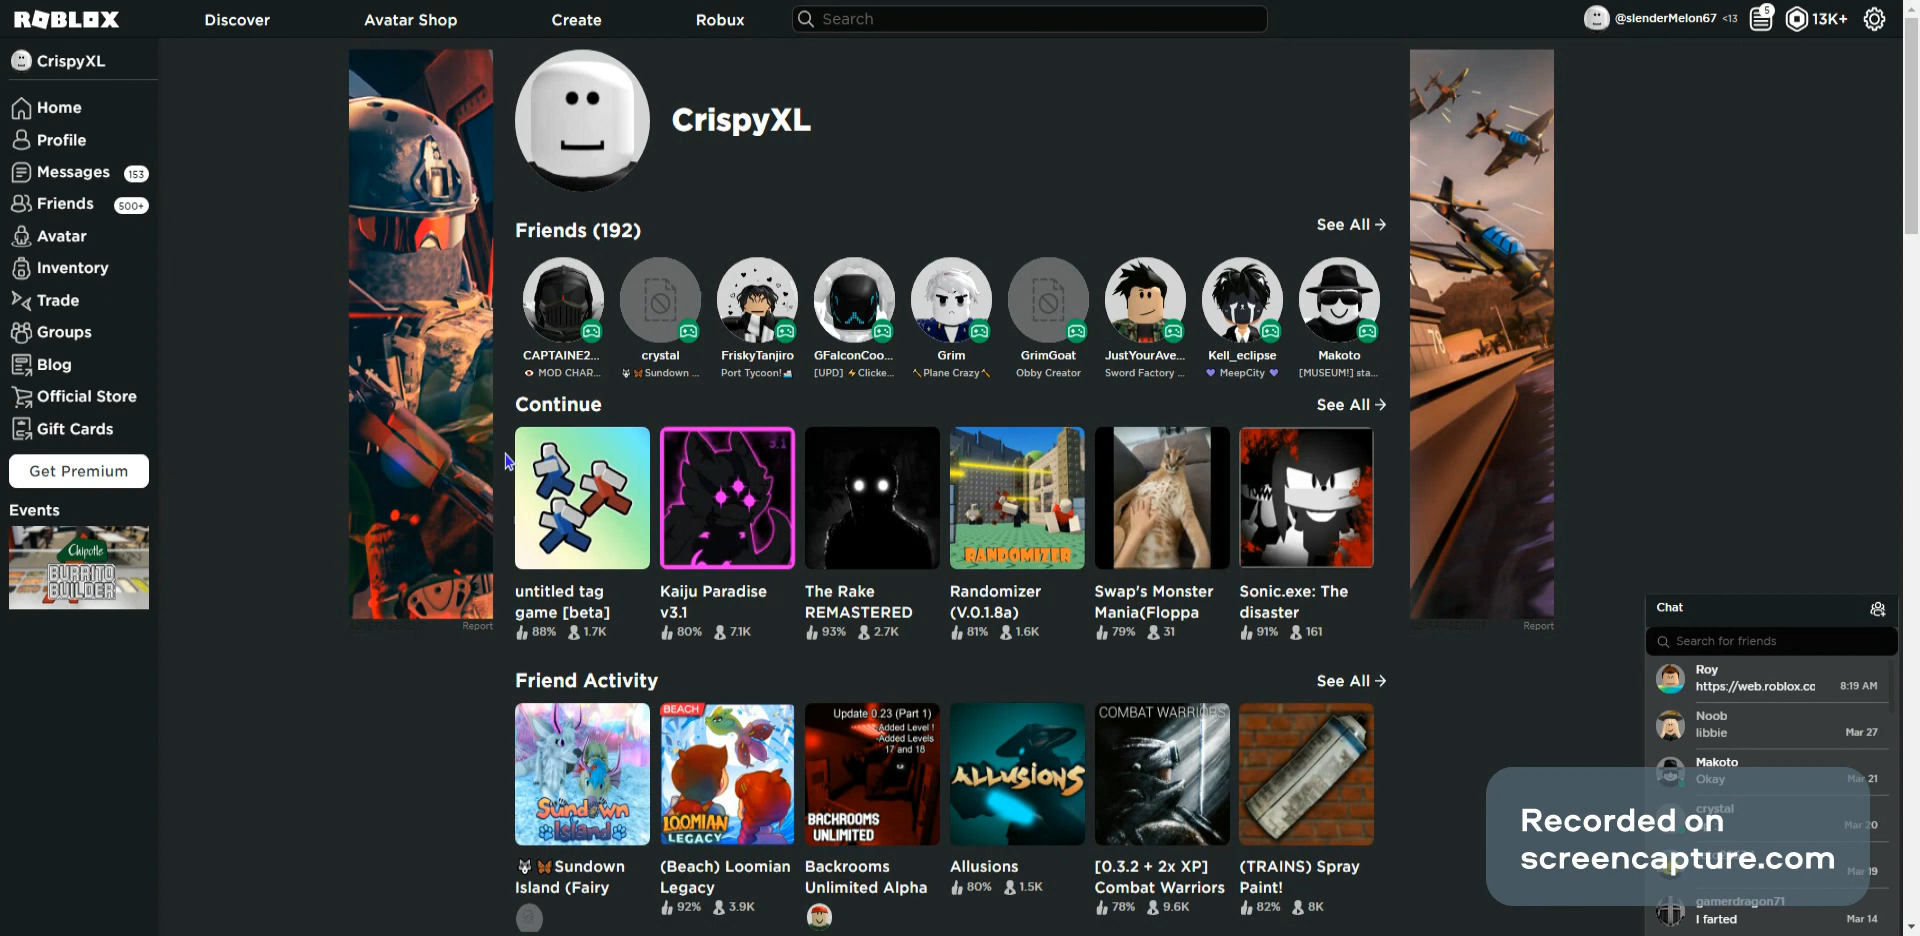 ROBLOX
Discover
Avatar Shop
Create
Robux
Search
@slenderMelon67 <13
5
13K+
CrispyXL
Home
Profile
Messages 153
Friends 500+
Avatar
Inventory
Trade
Groups
Blog
Official Store
Gift Cards
Get Premium
Events
Chipotle
BURRITO
BUILDER
Report
CrispyXL
Friends (192)
See All →
CAPTAINE2...
MOD CHAR...
crystal
Sundown ...
FriskyTanjiro
Port Tycoon!
GFalconCoo...
[UPD] ⚡Clicke...
Grim
Plane Crazy
GrimGoat
Obby Creator
JustYourAve...
Sword Factory ...
Kell_eclipse
💜 MeepCity 💜
Makoto
[MUSEUM!] sta...
Continue
See All →
3.1
RANDOMIZER
untitled tag
game [beta]
88% 1.7K
Kaiju Paradise
v3.1
80% 7.1K
The Rake
REMASTERED
93% 2.7K
Randomizer
(V.0.1.8a)
81% 1.6K
Swap's Monster
Mania(Floppa
79% 31
Sonic.exe: The
disaster
91% 161
Friend Activity
See All →
Sundown
Island
BEACH
LOOMIAN
LEGACY
Update 0.23 (Part 1)
Added Level !
Added Levels
17 and 18
BACKROOMS
UNLIMITED
ALLUSIONS
COMBAT WARRIORS
🐺 🦋 Sundown
Island (Fairy
(Beach) Loomian
Legacy
92% 3.9K
Backrooms
Unlimited Alpha
Allusions
80% 1.5K
[0.3.2 + 2x XP]
Combat Warriors
78% 9.6K
(TRAINS) Spray
Paint!
82% 8K
Report
Chat
Search for friends
Roy
https://web.roblox.cc 8:19 AM
Noob
libbie Mar 27
Makoto
Okay Mar 21
crystal
Mar 20
Mar 19
gamerdragon71
I farted Mar 14
Recorded on
screencapture.com